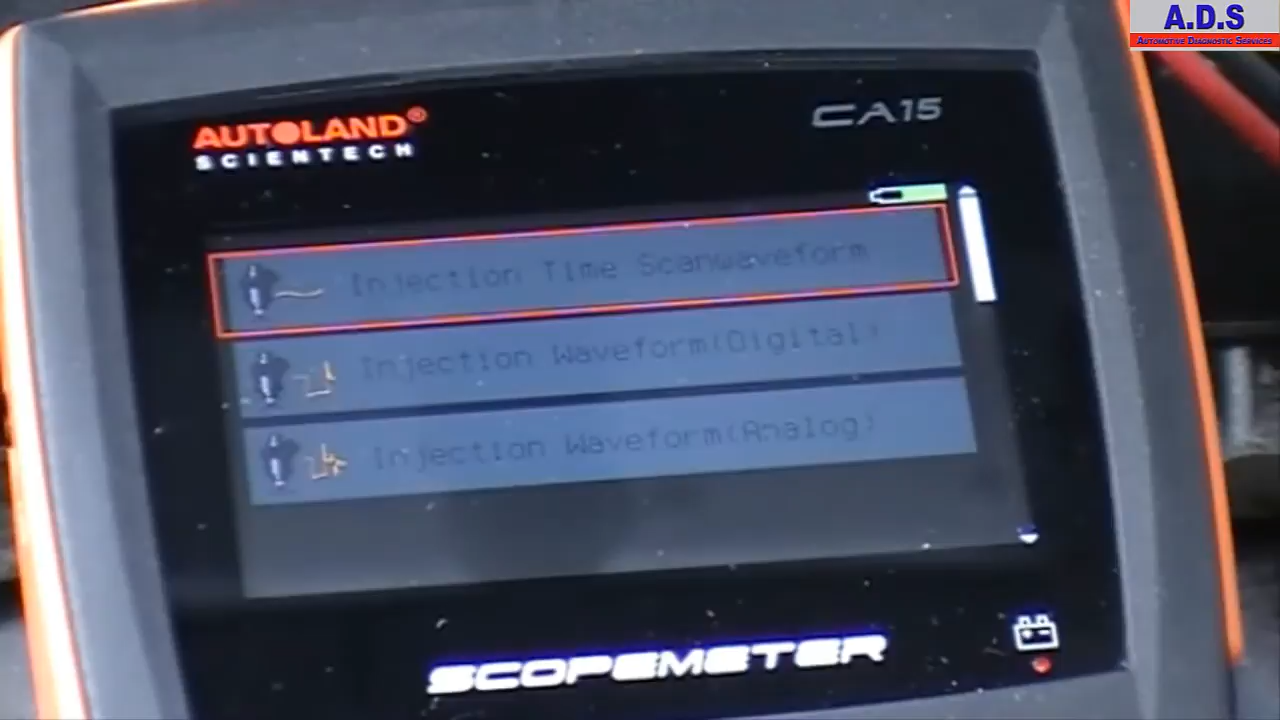 A.D.S
Automotive Diagnostic Services
AUTOLAND®
SCIENTECH
CA15
Injection Time Scanwaveform
Injection Waveform(Digital)
Injection Waveform(Analog)
SCOPEMETER